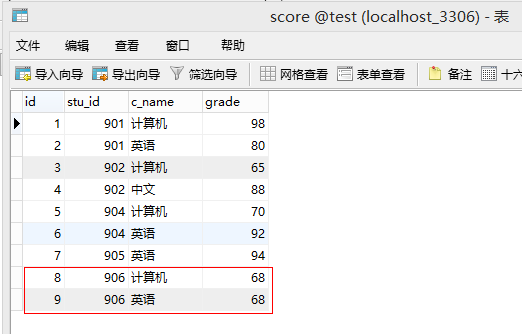 score @test (localhost_3306) - 表
文件 编辑 查看 窗口 帮助
导入向导 导出向导 筛选向导 网格查看 表单查看 备注 十六
id stu_id c_name grade
1 901 计算机 98
2 901 英语 80
3 902 计算机 65
4 902 中文 88
5 904 计算机 70
6 904 英语 92
7 905 英语 94
8 906 计算机 68
9 906 英语 68